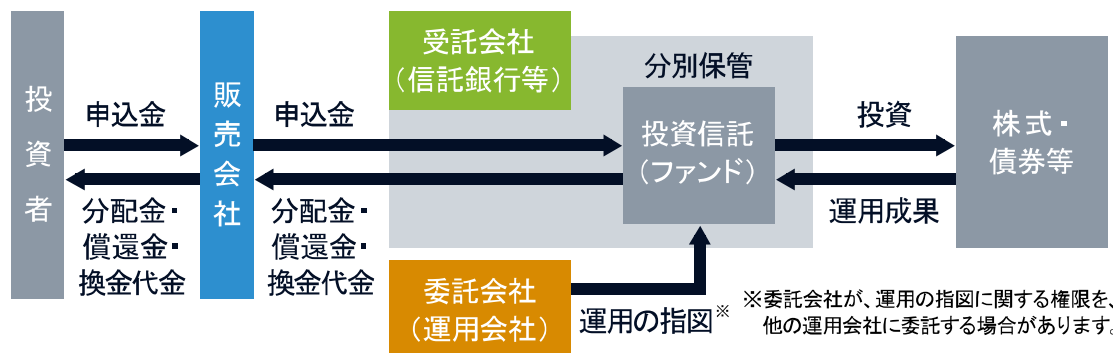 投資者
申込金
分配金・
償還金・
換金代金
販売会社
申込金
分配金・
償還金・
換金代金
受託会社
（信託銀行等）
分別保管
投資信託
（ファンド）
投資
運用成果
株式・
債券等
委託会社
（運用会社）
運用の指図※
※委託会社が、運用の指図に関する権限を、
他の運用会社に委託する場合があります。